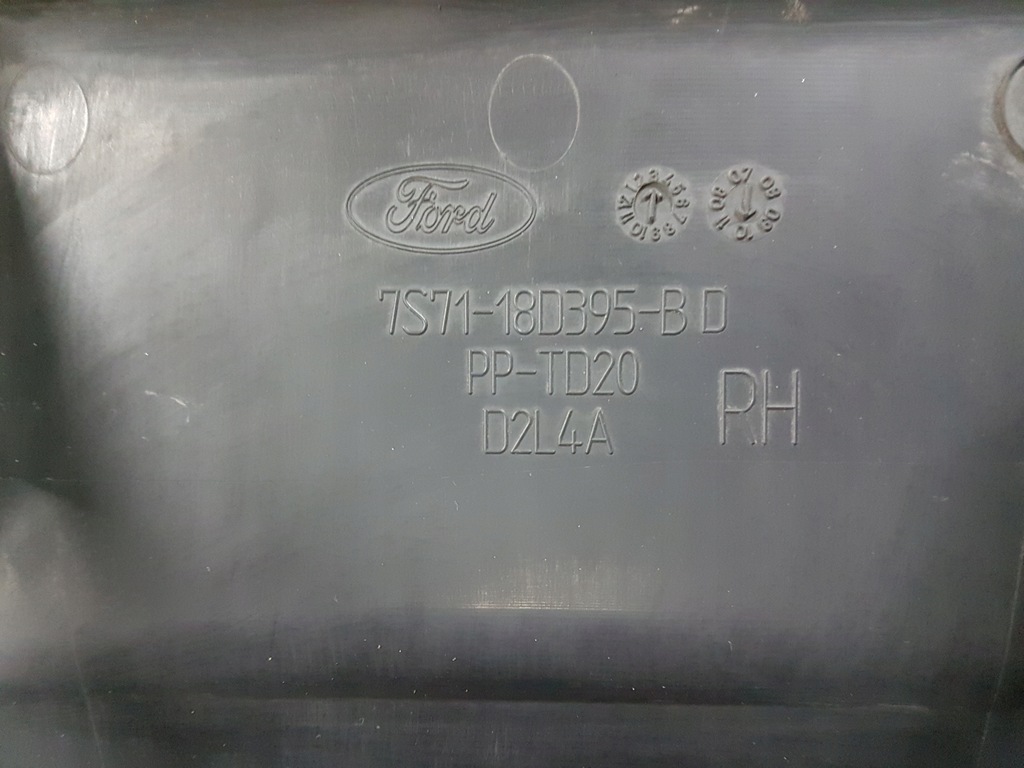 Ford
7S71-18D395-B D
PP-TD20
D2L4A
RH